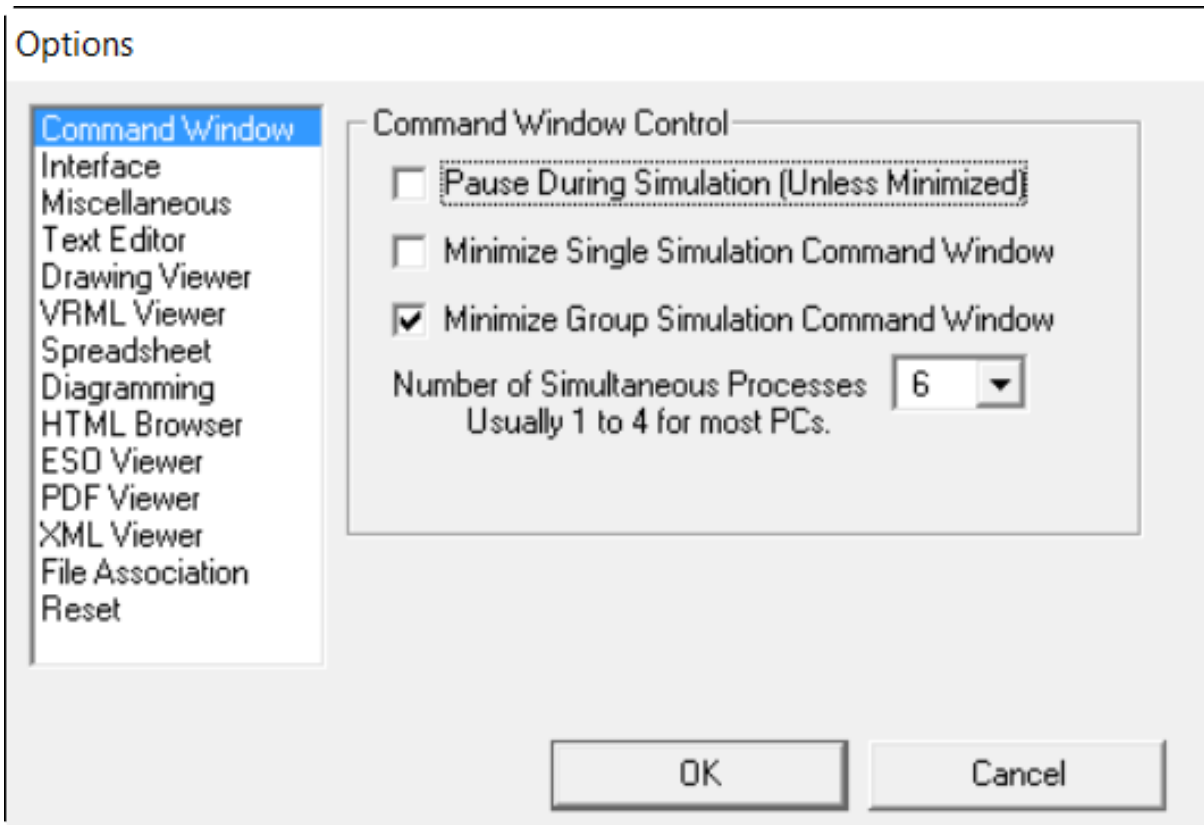 Options
Command Window
Interface
Miscellaneous
Text Editor
Drawing Viewer
VRML Viewer
Spreadsheet
Diagramming
HTML Browser
ESO Viewer
PDF Viewer
XML Viewer
File Association
Reset
Command Window Control
Pause During Simulation (Unless Minimized)
Minimize Single Simulation Command Window
Minimize Group Simulation Command Window
Number of Simultaneous Processes 6
Usually 1 to 4 for most PCs.
OK Cancel